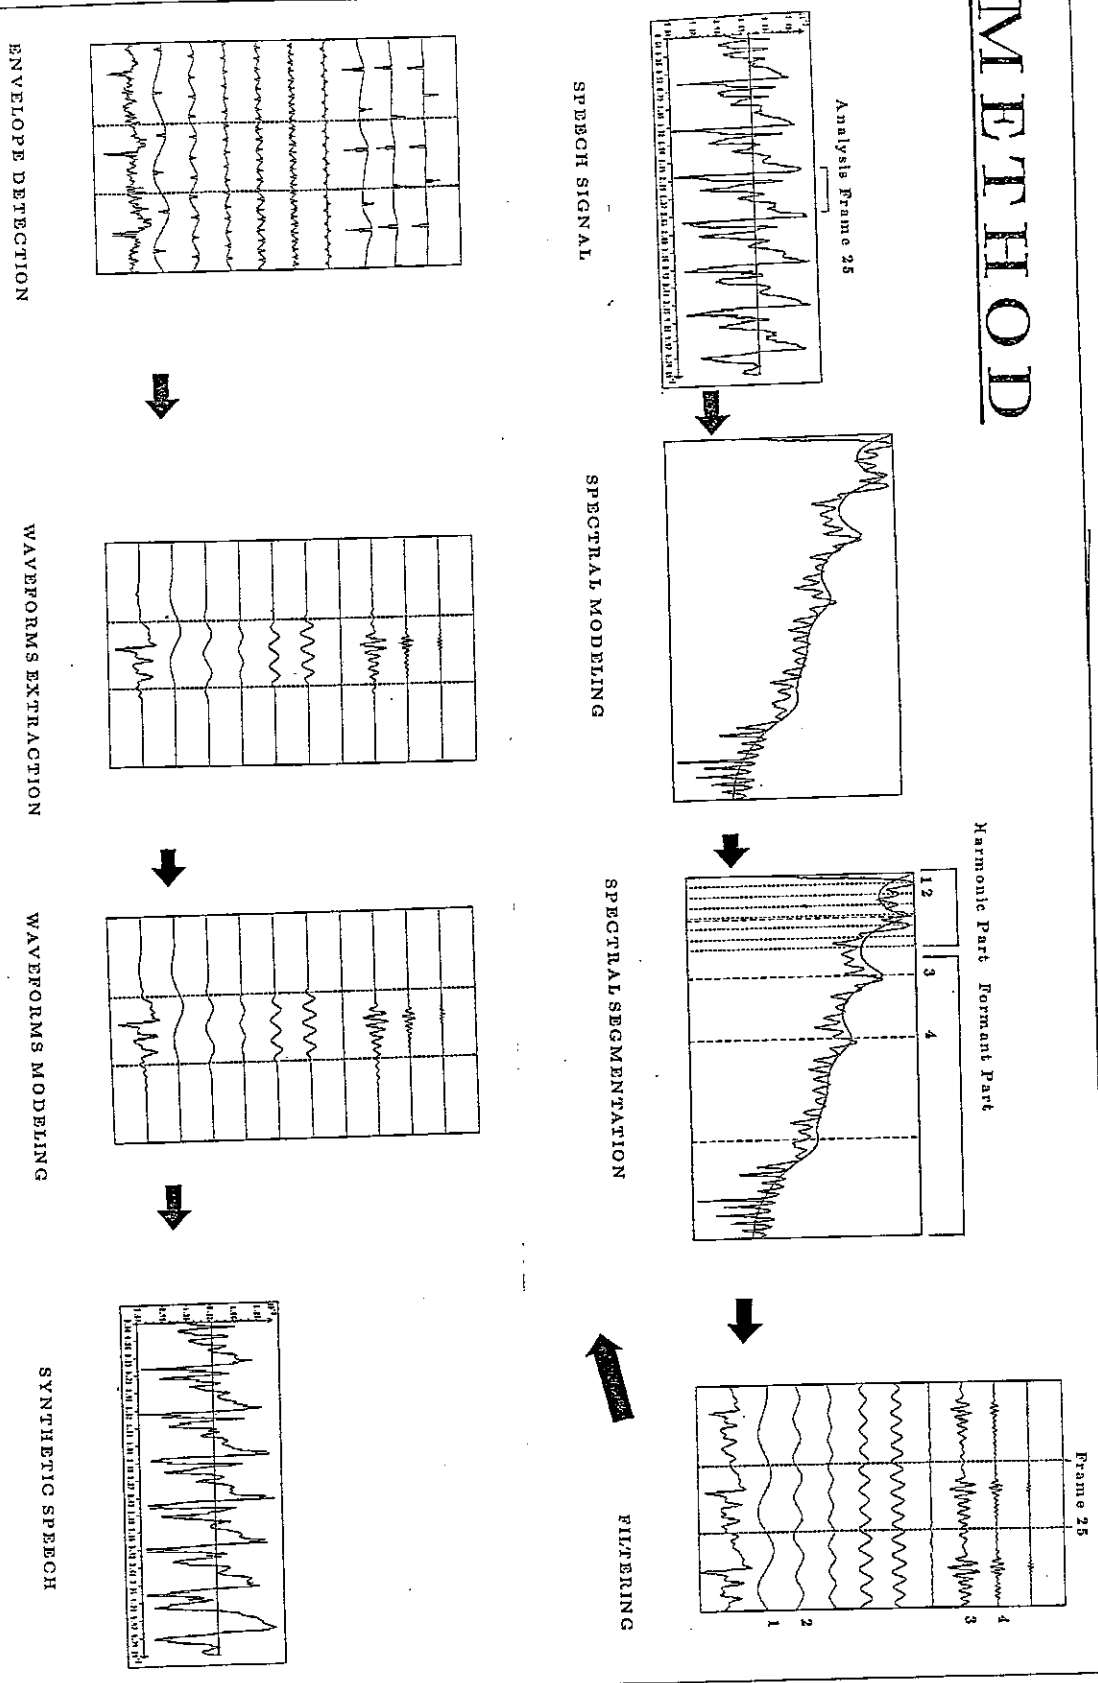 METHOD
Analysis Frame 25
SPEECH SIGNAL
SPECTRAL MODELING
Harmonic Part Formant Part
1 2 3 4
SPECTRAL SEGMENTATION
Frame 25
1 2 3 4
FILTERING
ENVELOPE DETECTION
WAVEFORMS EXTRACTION
WAVEFORMS MODELING
SYNTHETIC SPEECH